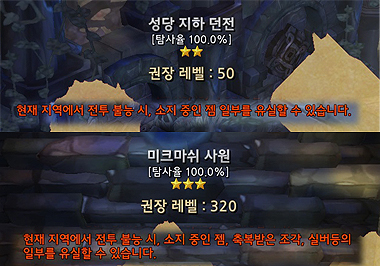 성당 지하 던전
[탐사율 100.0%]
권장 레벨 : 50
현재 지역에서 전투 불능 시, 소지 중인 젬 일부를 유실할 수 있습니다.
미크마쉬 사원
[탐사율 100.0%]
권장 레벨 : 320
현재 지역에서 전투 불능 시, 소지 중인 젬, 축복받은 조각, 실버등의
일부를 유실할 수 있습니다.